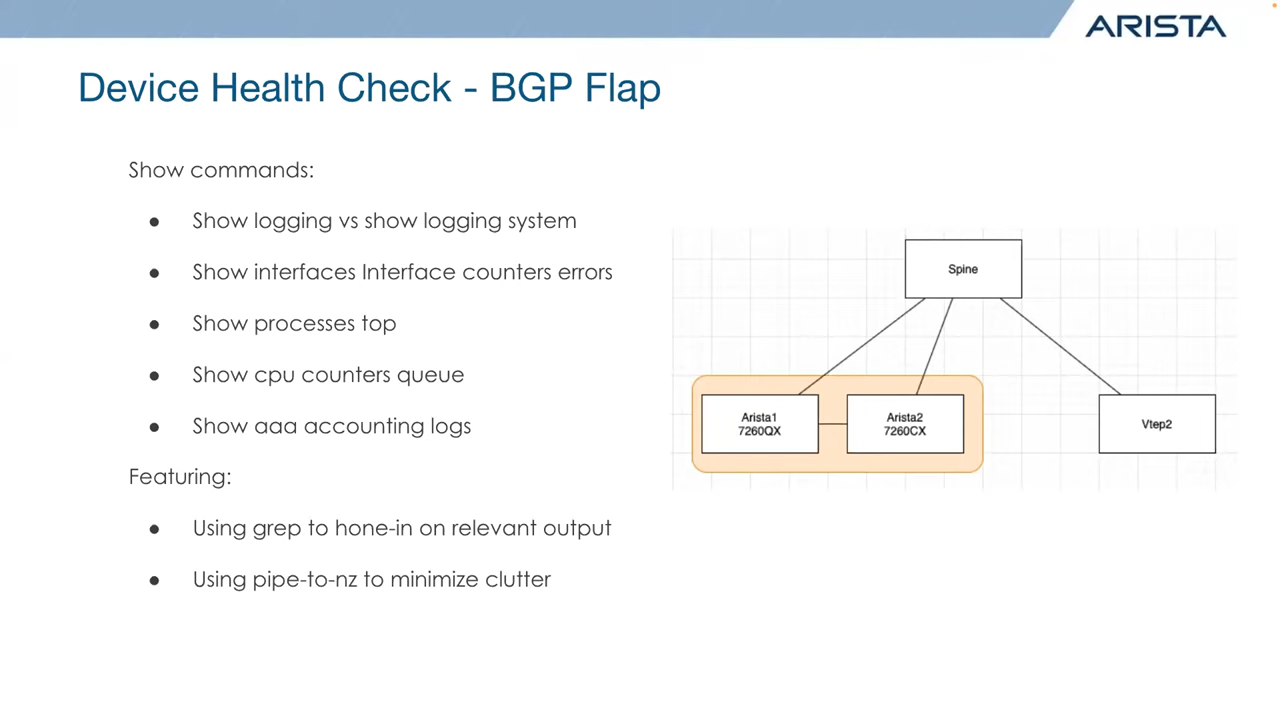 ARISTA
Device Health Check - BGP Flap
Show commands:
● Show logging vs show logging system
● Show interfaces Interface counters errors
● Show processes top
● Show cpu counters queue
● Show aaa accounting logs
Featuring:
● Using grep to hone-in on relevant output
● Using pipe-to-nz to minimize clutter
Spine
Arista1
7260QX
Arista2
7260CX
Vtep2